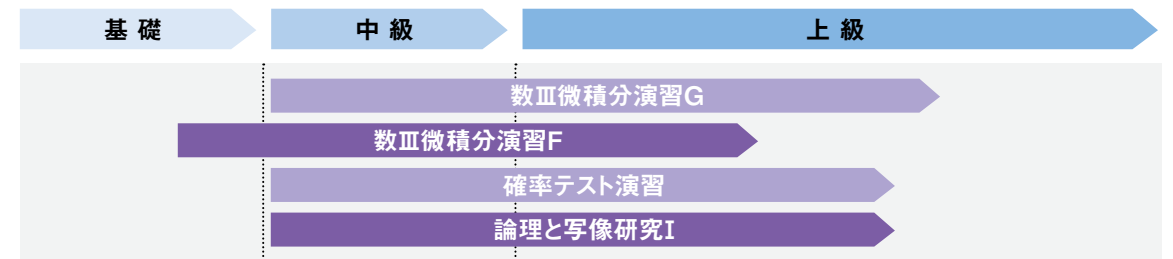 基礎
中級
上級
数Ⅲ微積分演習G
数Ⅲ微積分演習F
確率テスト演習
論理と写像研究I